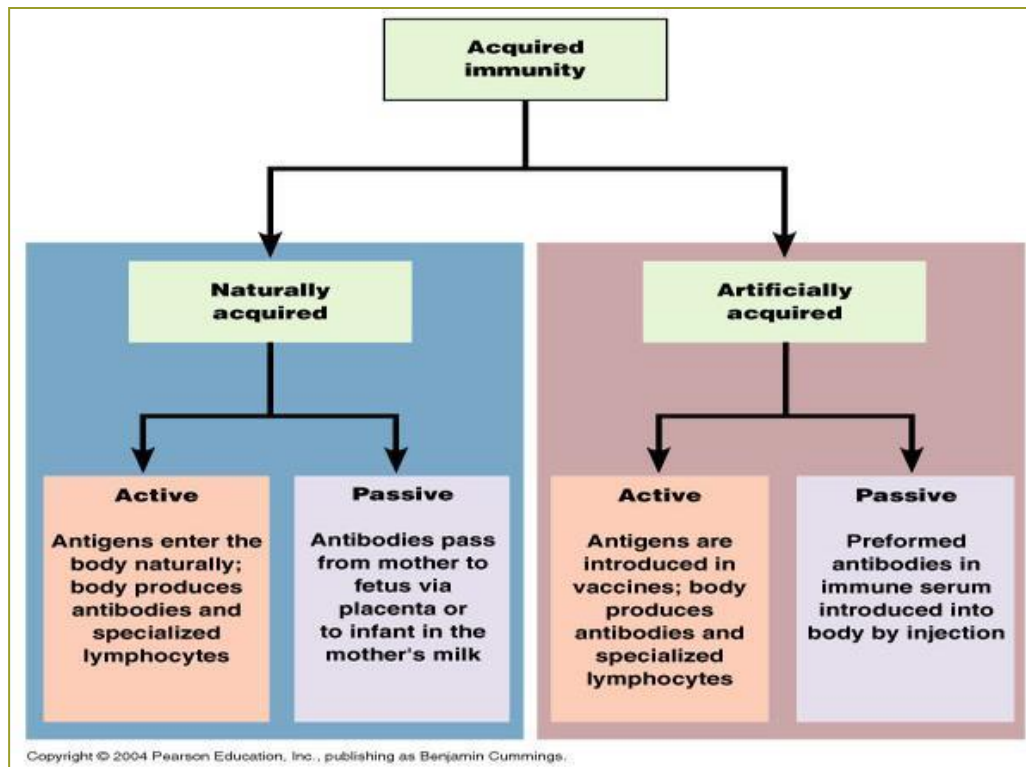 Acquired
immunity
Naturally
acquired
Artificially
acquired
Active
Antigens enter the
body naturally;
body produces
antibodies and
specialized
lymphocytes
Passive
Antibodies pass
from mother to
fetus via
placenta or
to infant in the
mother's milk
Active
Antigens are
introduced in
vaccines; body
produces
antibodies and
specialized
lymphocytes
Passive
Preformed
antibodies in
immune serum
introduced into
body by injection
Copyright © 2004 Pearson Education, Inc., publishing as Benjamin Cummings.